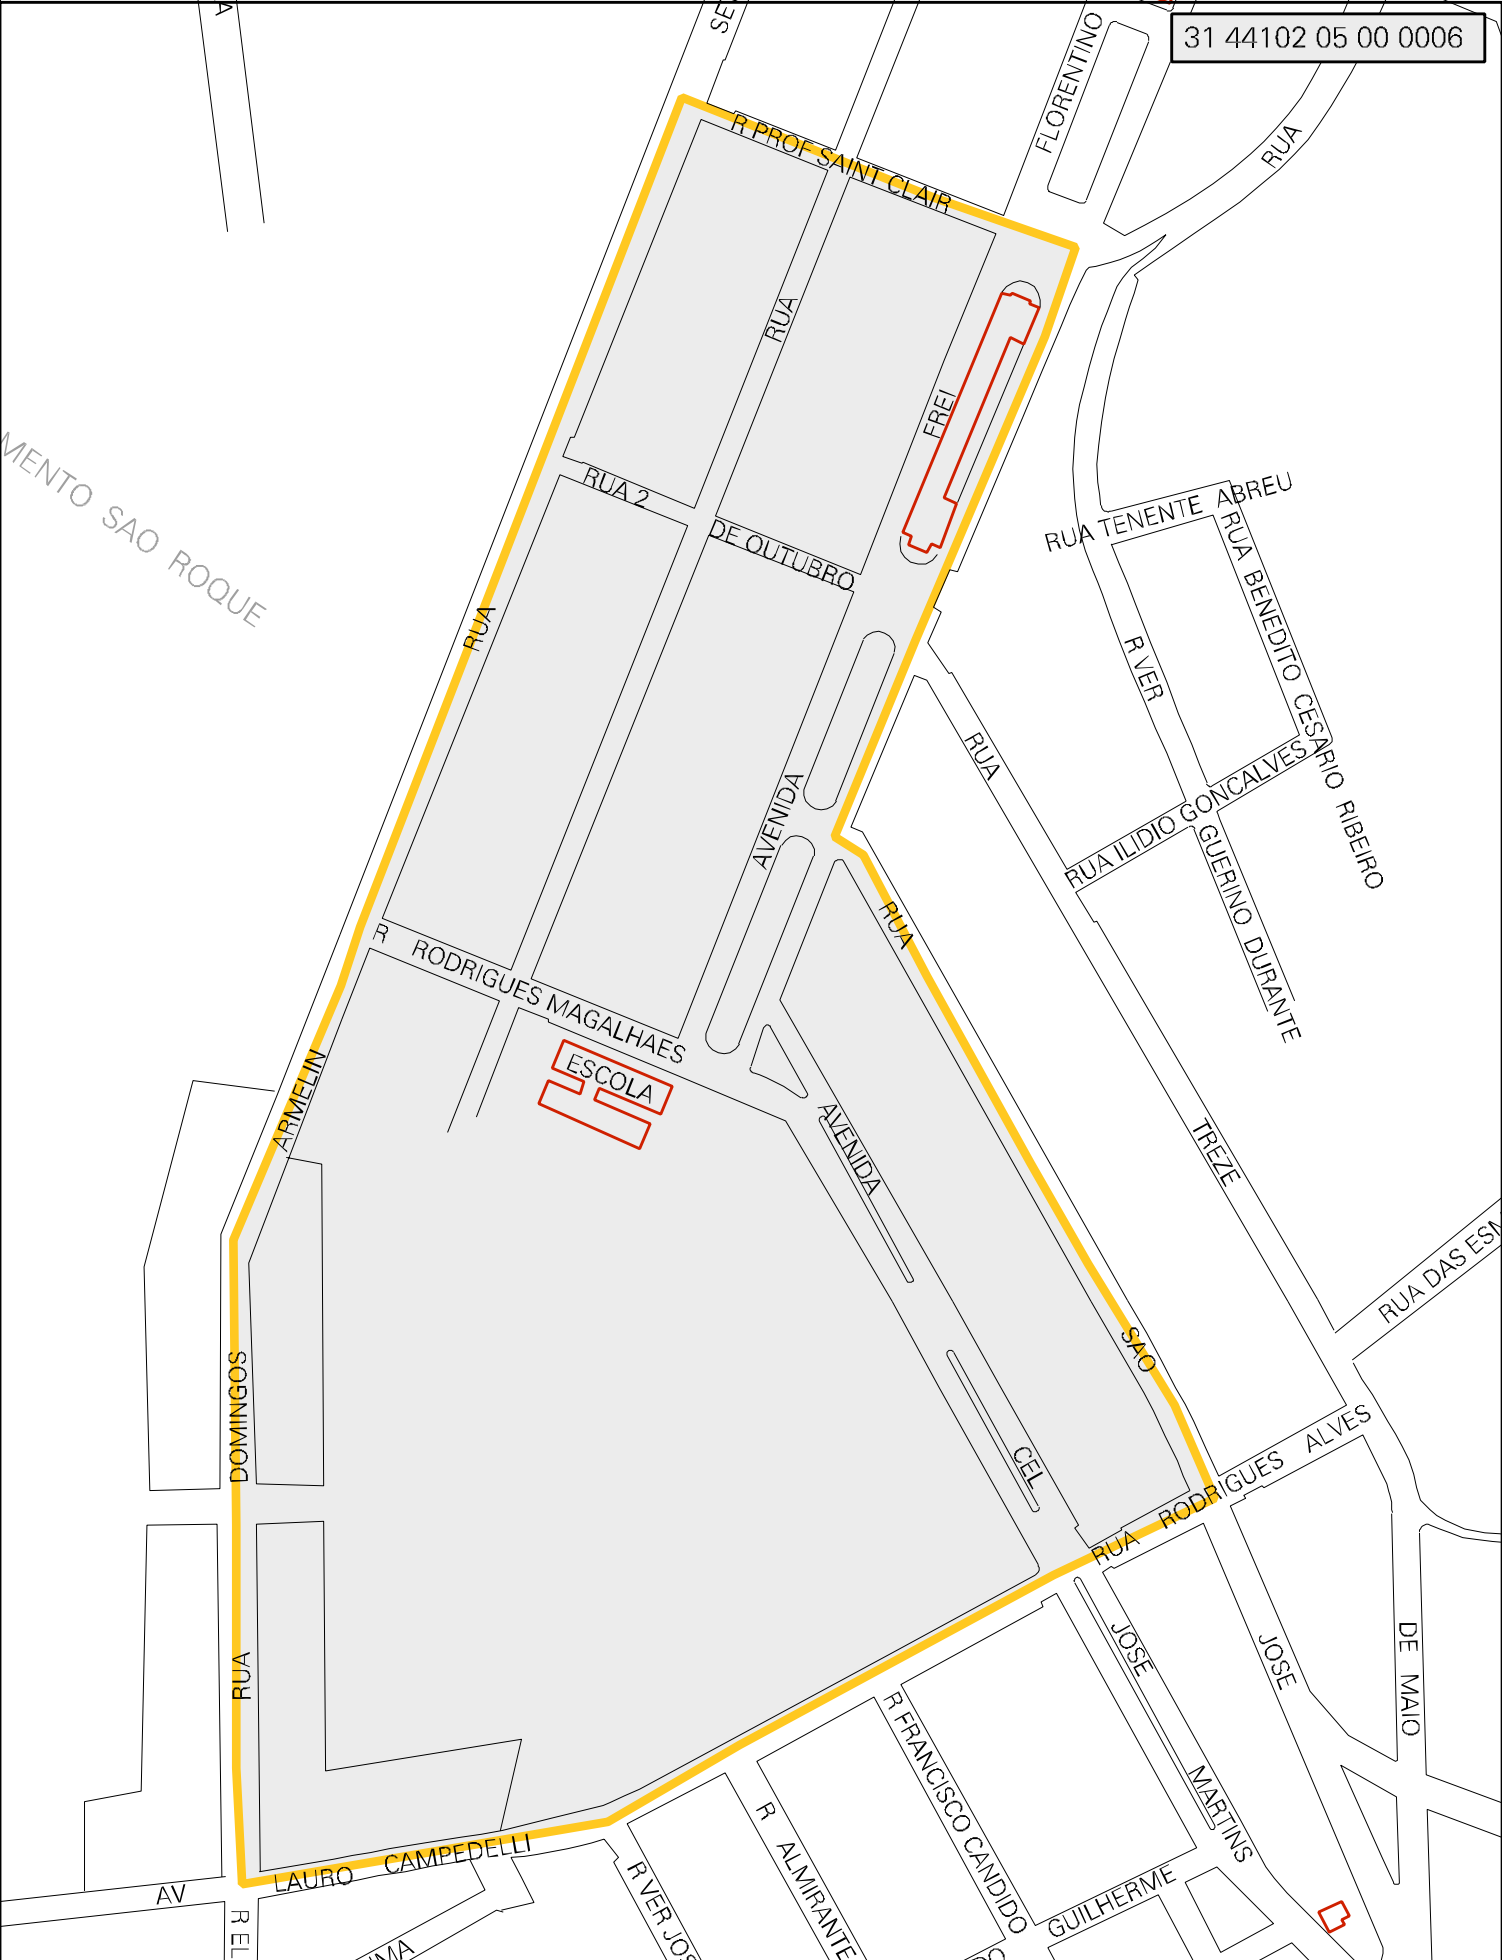 31 44102 05 00 0006
FLORENTINO
RUA
R PROF SAINT CLAIR
RUA
FREI
MENTO SAO ROQUE
RUA 2
DE OUTUBRO
RUA TENENTE ABREU
RUA BENEDITO CESARIO RIBEIRO
RUA
R VER
GUERINO DURANTE
RUA
RUA ILIDIO GONCALVES
AVENIDA
RUA
R RODRIGUES MAGALHAES
ESCOLA
ARMELIN
AVENIDA
TREZE
RUA DAS
SAO
DOMINGOS
CEL
RUA RODRIGUES ALVES
RUA
JOSE
JOSE
DE MAIO
R FRANCISCO CANDIDO
MARTINS
R ALMIRANTE
LAURO CAMPEDELLI
AV
R VER
GUILHERME